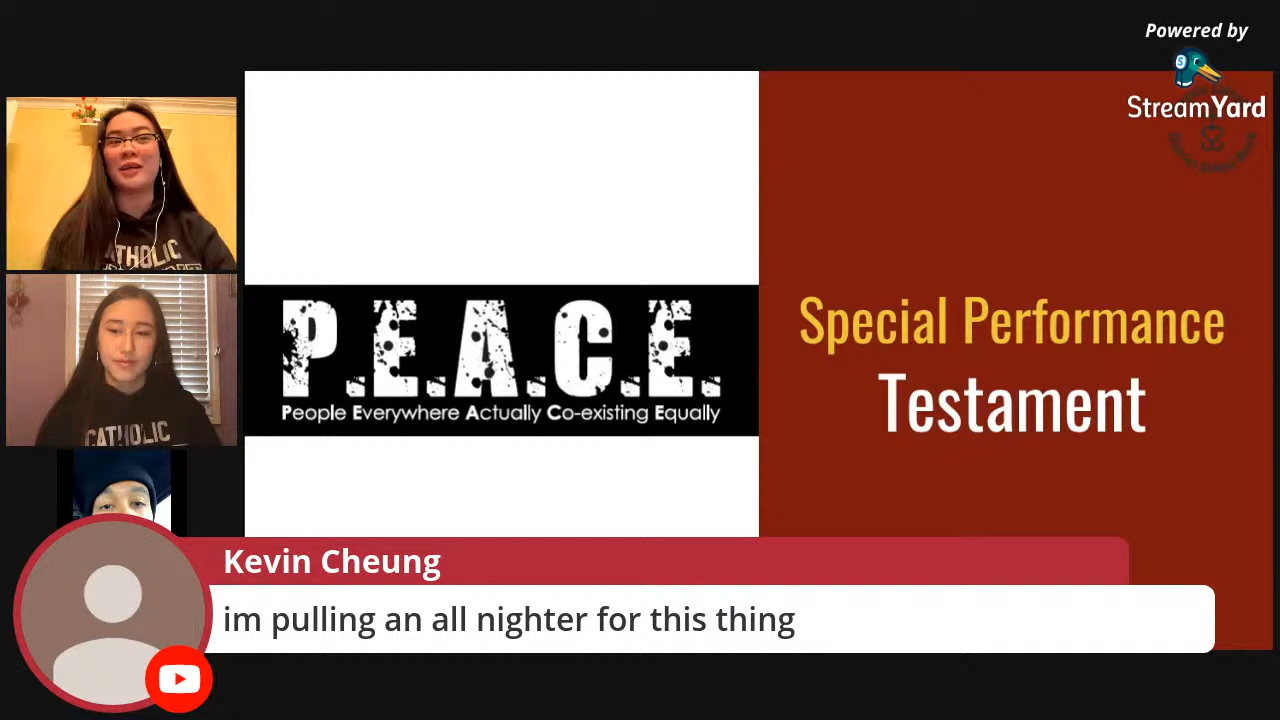 Powered by
StreamYard
CATHOLIC
CATHOLIC
P.E.A.C.E.
People Everywhere Actually Co-existing Equally
Special Performance
Testament
Kevin Cheung
im pulling an all nighter for this thing